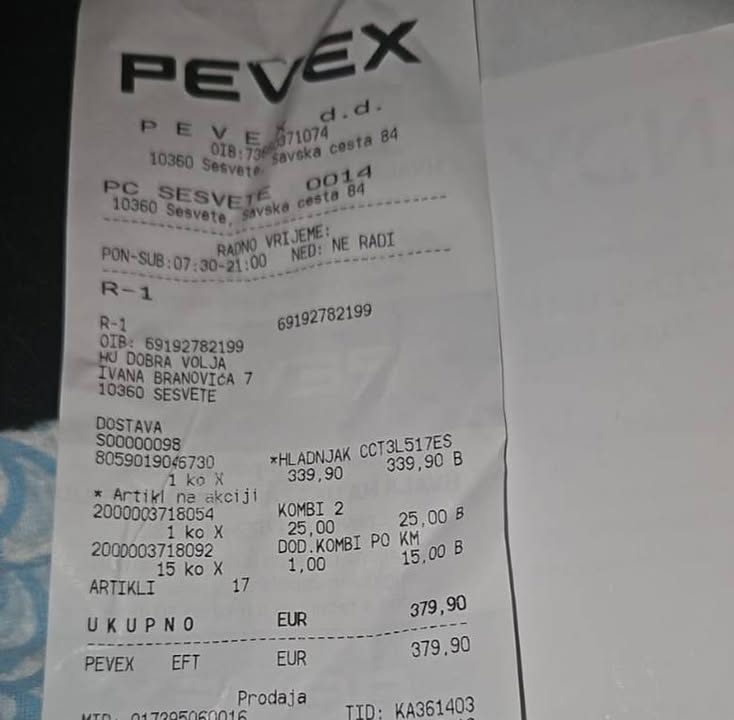 PEVEX
PEVEX d.d.
10360 Sesvete, savska cesta 84
PC SESVETE 0014
10360 Sesvete, savska cesta 84
RADNO VRIJEME:
PON-SUB:07:30-21:00 NED: NE RADI
R-1
R-1 69192782199
OIB: 69192782199
HU DOBRA VOLJA
IVANA BRANOVIĆA 7
10360 SESVETE
DOSTAVA
S00000098
8059019046730 *HLADNJAK CCT3L517ES
1 ko X 339,90 339,90 B
* Artikl na akciji
2000003718054 KOMBI 2
1 ko X 25,00 25,00 B
2000003718092 DOD.KOMBI PO KM
15 ko X 1,00 15,00 B
ARTIKLI 17
UKUPNO EUR 379,90
PEVEX EFT EUR 379,90
Prodaja
TID: KA361403